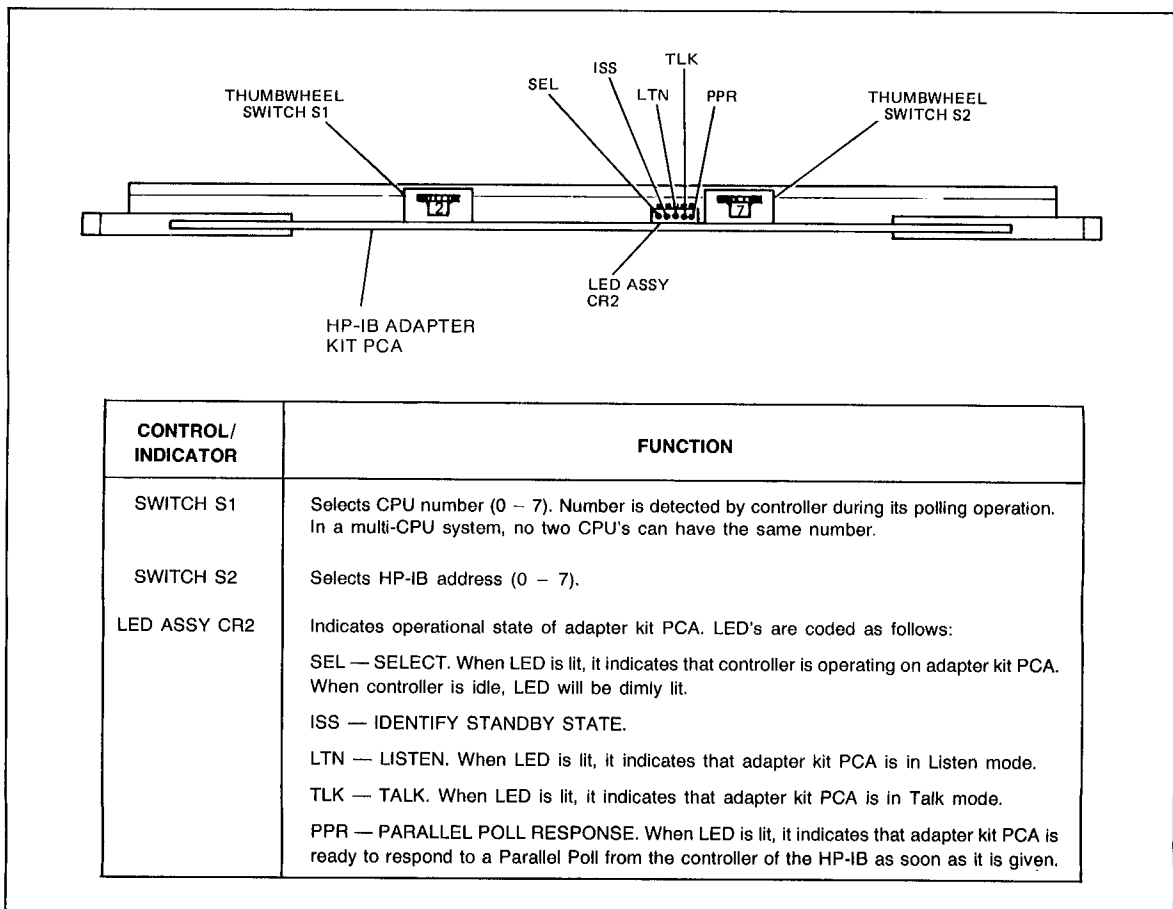 THUMBWHEEL
SWITCH S1
SEL
ISS
LTN
TLK
PPR
THUMBWHEEL
SWITCH S2
2
7
LED ASSY
CR2
HP-IB ADAPTER
KIT PCA
CONTROL/
INDICATOR
FUNCTION
SWITCH S1
Selects CPU number (0 – 7). Number is detected by controller during its polling operation.
In a multi-CPU system, no two CPU's can have the same number.
SWITCH S2
Selects HP-IB address (0 – 7).
LED ASSY CR2
Indicates operational state of adapter kit PCA. LED's are coded as follows:
SEL — SELECT. When LED is lit, it indicates that controller is operating on adapter kit PCA.
When controller is idle, LED will be dimly lit.
ISS — IDENTIFY STANDBY STATE.
LTN — LISTEN. When LED is lit, it indicates that adapter kit PCA is in Listen mode.
TLK — TALK. When LED is lit, it indicates that adapter kit PCA is in Talk mode.
PPR — PARALLEL POLL RESPONSE. When LED is lit, it indicates that adapter kit PCA is
ready to respond to a Parallel Poll from the controller of the HP-IB as soon as it is given.